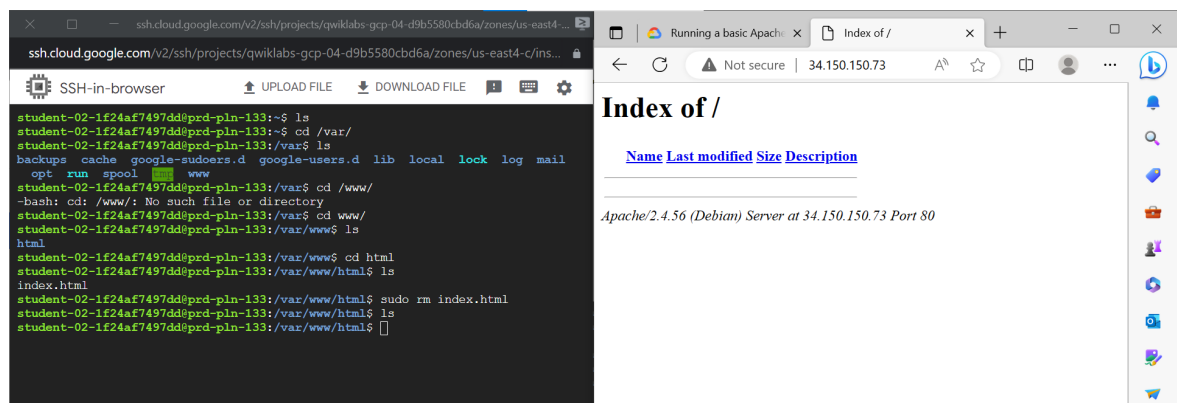 ssh.cloud.google.com/v2/ssh/projects/qwiklabs-gcp-04-d9b5580cbd6a/zones/us-east4-...
ssh.cloud.google.com/v2/ssh/projects/qwiklabs-gcp-04-d9b5580cbd6a/zones/us-east4-c/ins...
SSH-in-browser
UPLOAD FILE
DOWNLOAD FILE
student-02-1f24af7497dd@prd-pln-133:~$ ls
student-02-1f24af7497dd@prd-pln-133:~$ cd /var/
student-02-1f24af7497dd@prd-pln-133:/var$ ls
backups cache google-sudoers.d google-users.d lib local lock log mail
opt run spool tmp www
student-02-1f24af7497dd@prd-pln-133:/var$ cd /www/
-bash: cd: /www/: No such file or directory
student-02-1f24af7497dd@prd-pln-133:/var$ cd www/
student-02-1f24af7497dd@prd-pln-133:/var/www$ ls
html
student-02-1f24af7497dd@prd-pln-133:/var/www$ cd html
student-02-1f24af7497dd@prd-pln-133:/var/www/html$ ls
index.html
student-02-1f24af7497dd@prd-pln-133:/var/www/html$ sudo rm index.html
student-02-1f24af7497dd@prd-pln-133:/var/www/html$ ls
student-02-1f24af7497dd@prd-pln-133:/var/www/html$
Running a basic Apach
Index of /
Not secure
34.150.150.73
Index of /
Name Last modified Size Description
Apache/2.4.56 (Debian) Server at 34.150.150.73 Port 80